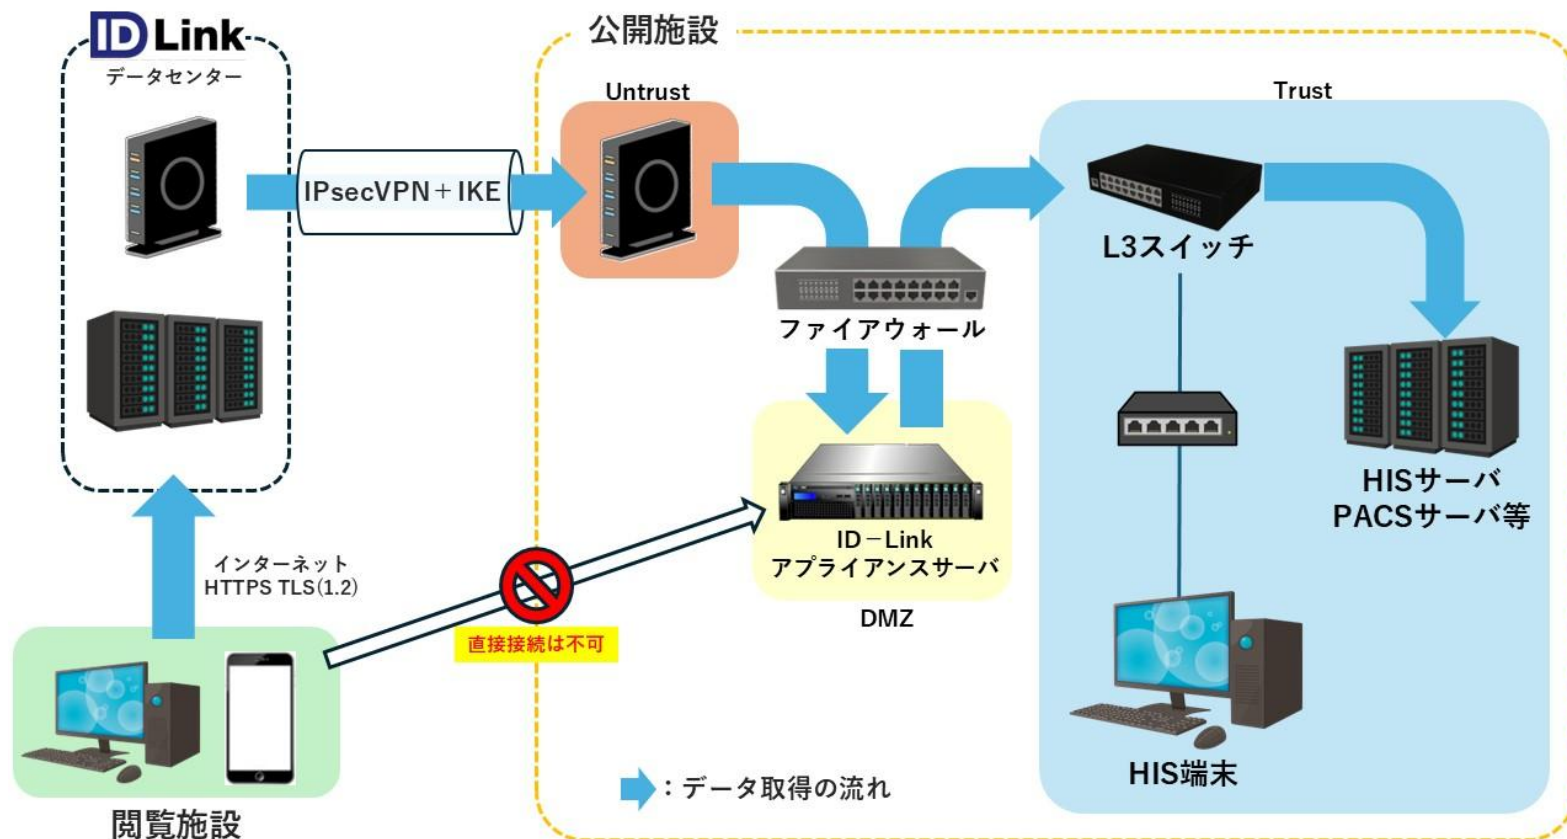 ID Link
データセンター
公開施設
Untrust
Trust
IPsecVPN＋IKE
L3スイッチ
ファイアウォール
HISサーバ
PACSサーバ等
ID－Link
アプライアンスサーバ
DMZ
インターネット
HTTPS TLS(1.2)
直接接続は不可
HIS端末
：データ取得の流れ
閲覧施設